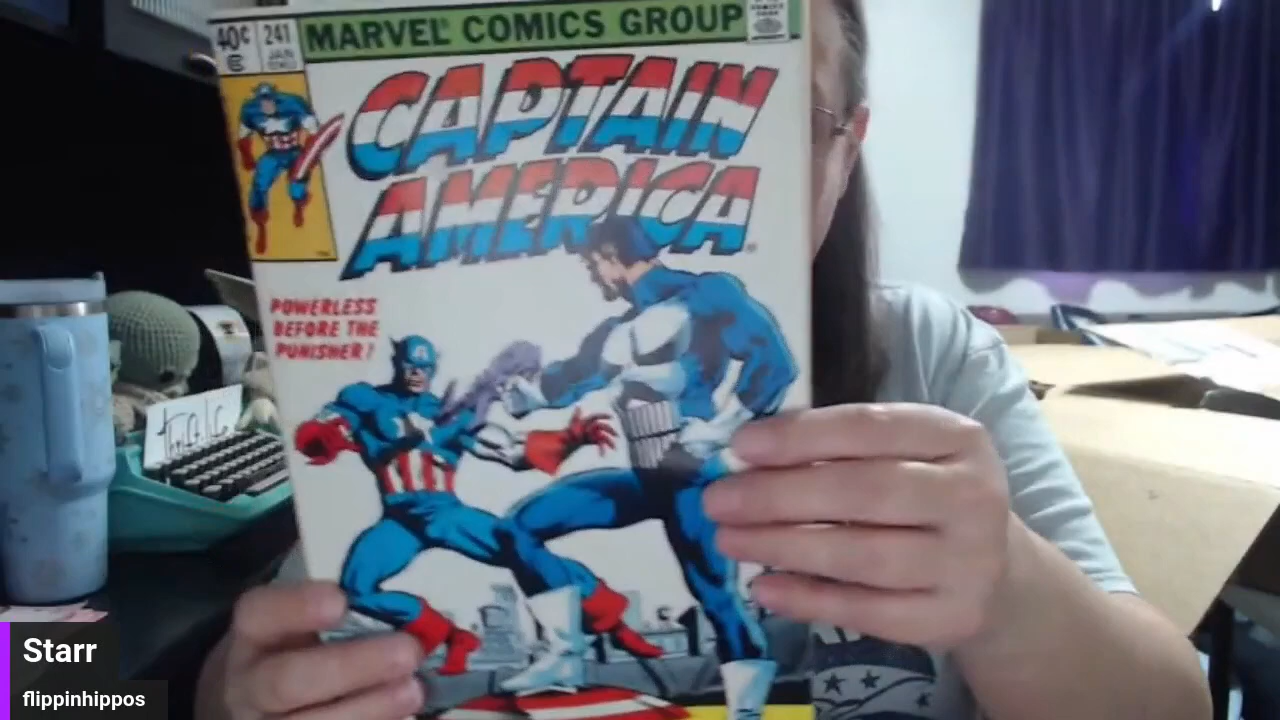 40¢
241
JAN
MARVEL COMICS GROUP
CAPTAIN
AMERICA
POWERLESS
BEFORE THE
PUNISHER!
Starr
flippinhippos